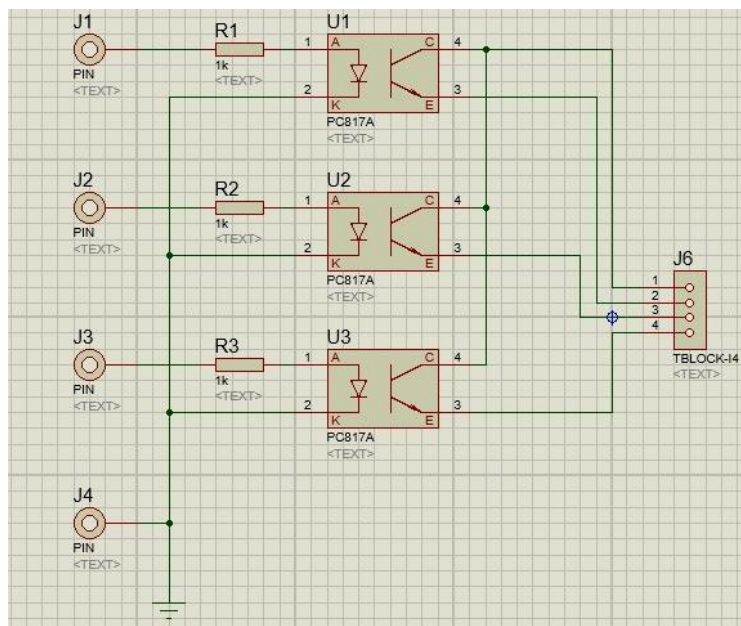 J1
PIN
<TEXT>
R1
1k
<TEXT>
U1
1
2
A
K
C
E
4
3
PC817A
<TEXT>
J2
PIN
<TEXT>
R2
1k
<TEXT>
U2
1
2
A
K
C
E
4
3
PC817A
<TEXT>
J6
1
2
3
4
TBLOCK-I4
<TEXT>
J3
PIN
<TEXT>
R3
1k
<TEXT>
U3
1
2
A
K
C
E
4
3
PC817A
<TEXT>
J4
PIN
<TEXT>